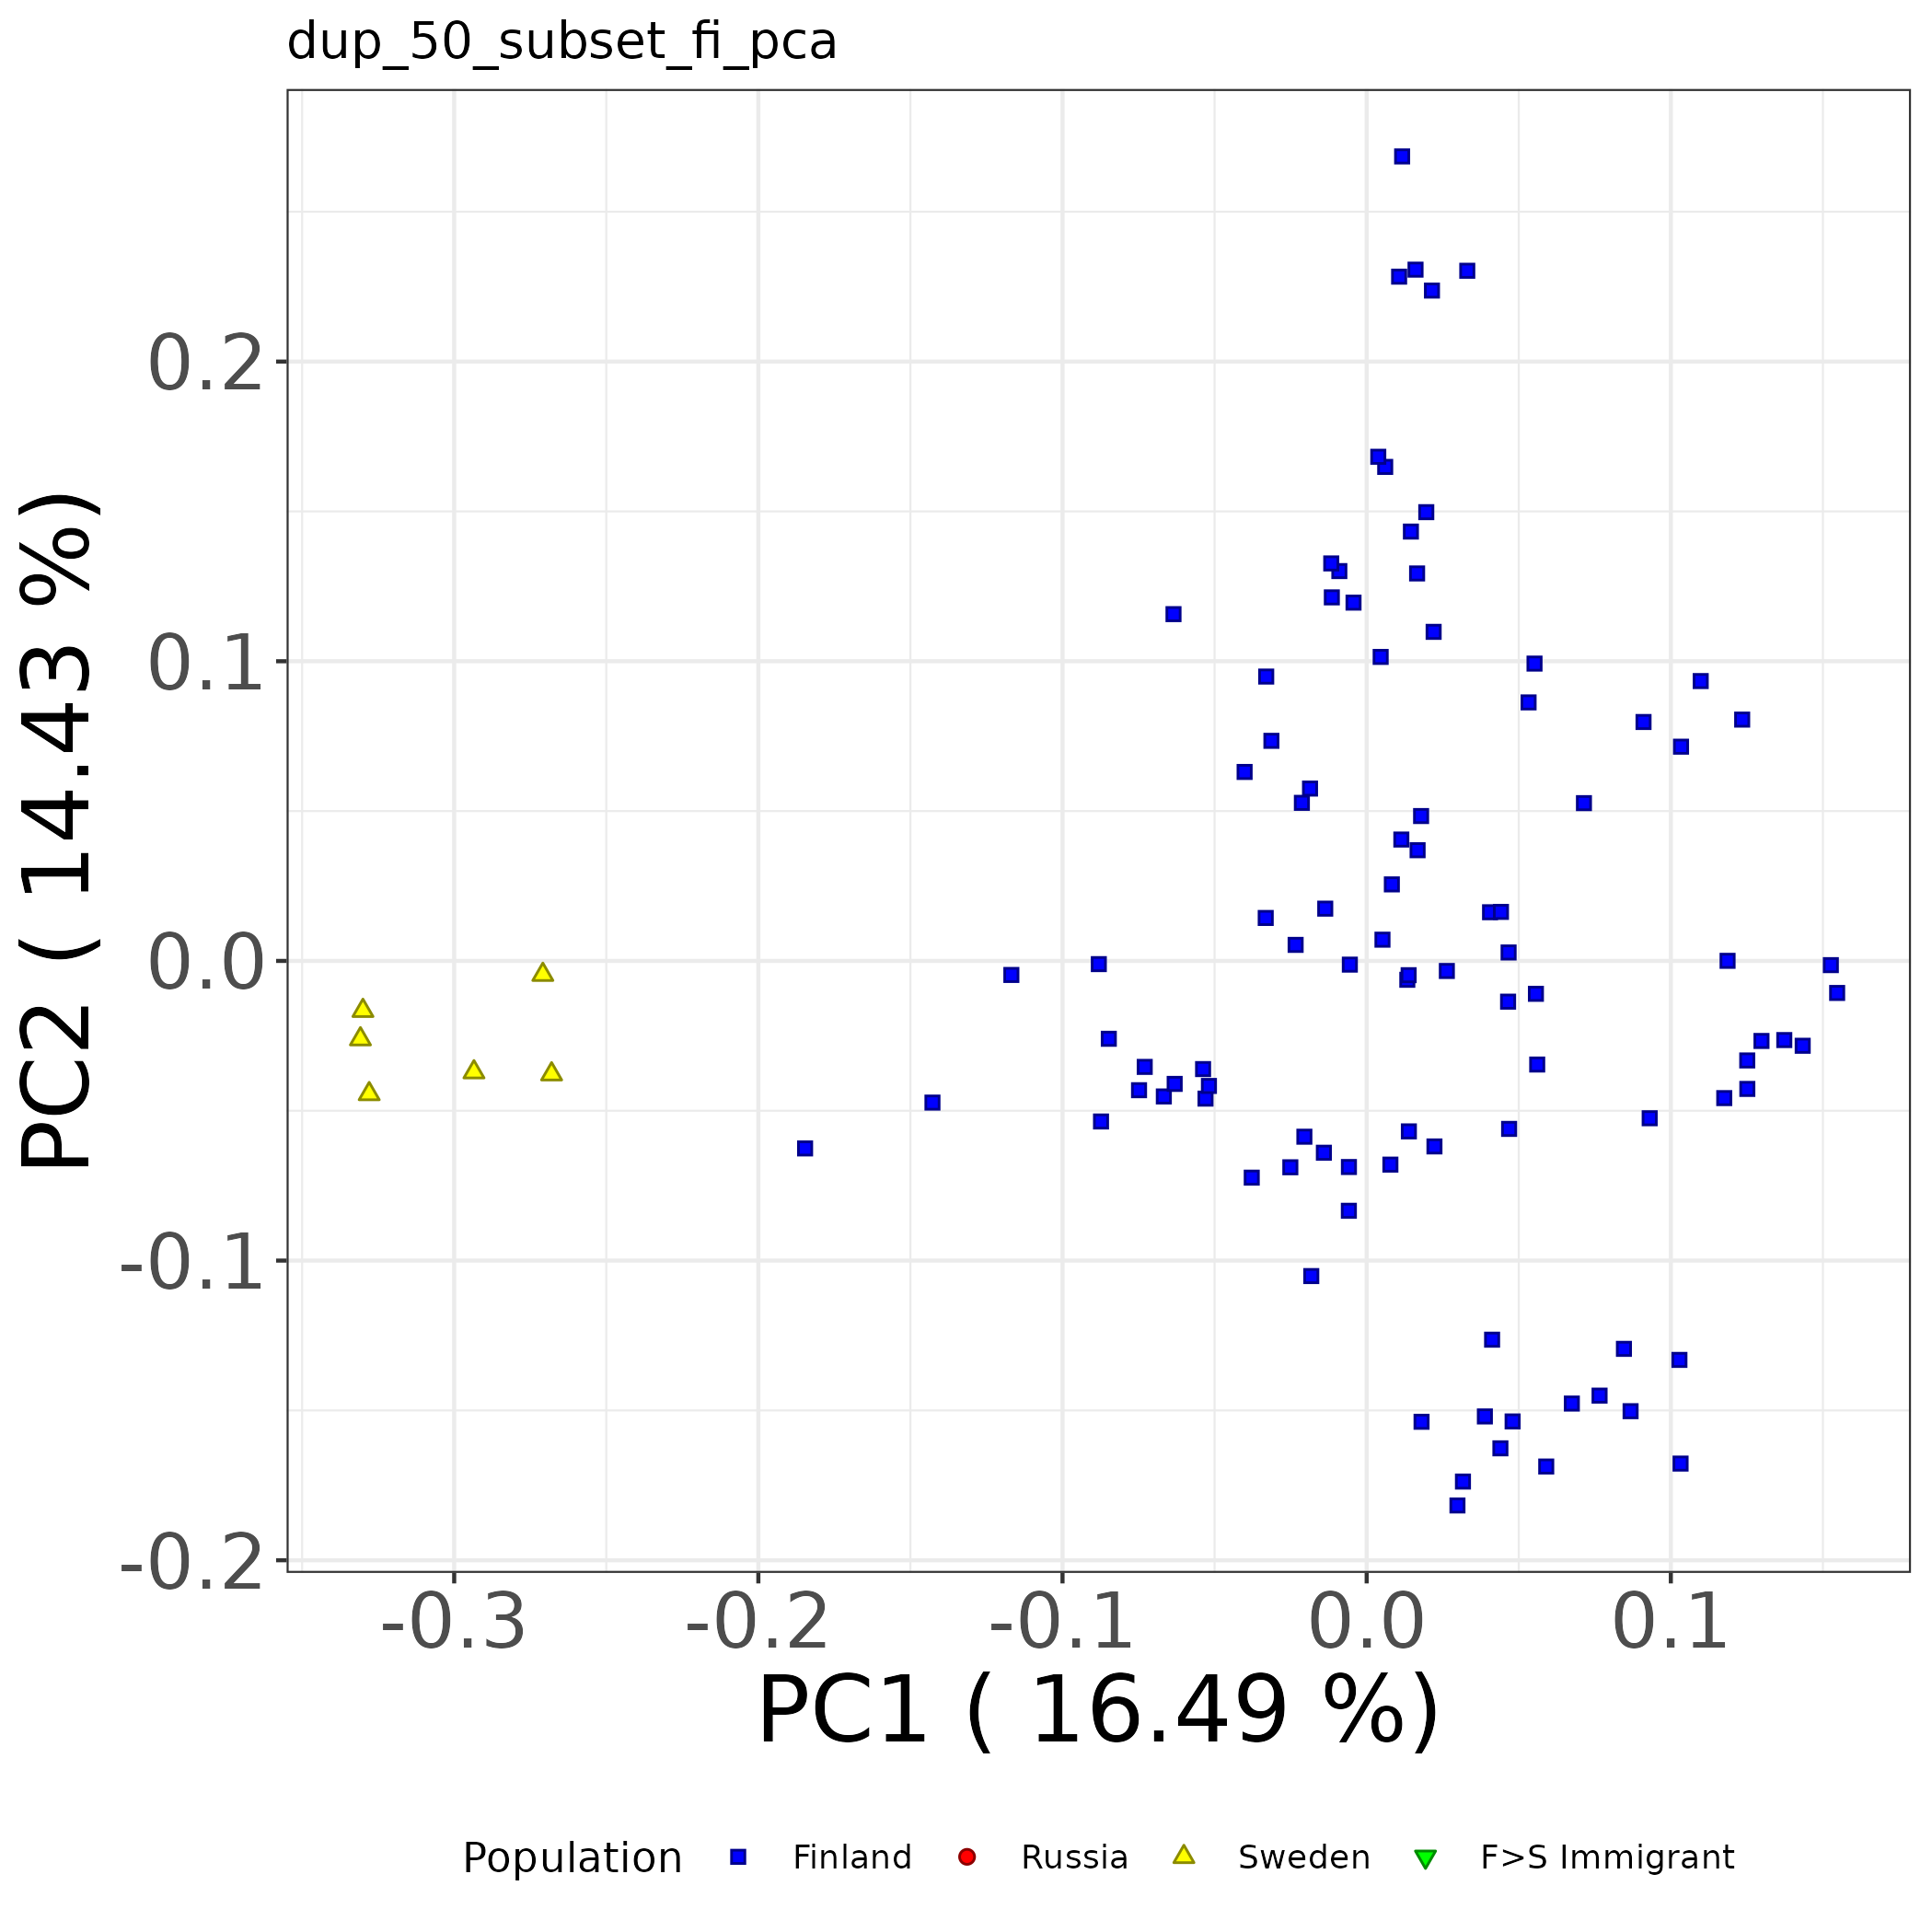 dup_50_subset_fi_pca
PC2 ( 14.43 %)
0.2
0.1
0.0
-0.1
-0.2
-0.3 -0.2 -0.1 0.0 0.1
PC1 ( 16.49 %)
Population Finland Russia Sweden F>S Immigrant